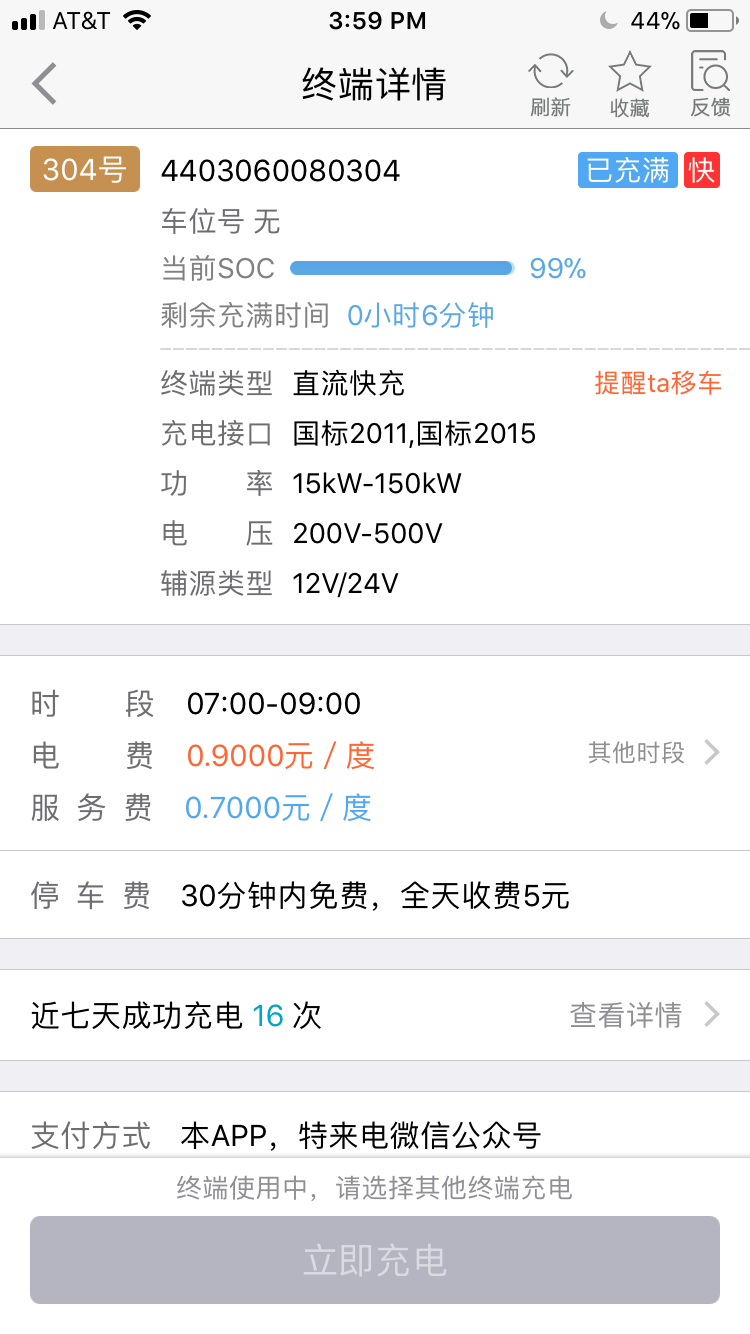 AT&T 3:59 PM 44%
终端详情
刷新 收藏 反馈
304号 4403060080304 已充满 快
车位号 无
当前SOC 99%
剩余充满时间 0小时6分钟
终端类型 直流快充 提醒ta移车
充电接口 国标2011,国标2015
功率 15kW-150kW
电压 200V-500V
辅源类型 12V/24V
时段 07:00-09:00
电费 0.9000元 / 度 其他时段
服务费 0.7000元 / 度
停车费 30分钟内免费，全天收费5元
近七天成功充电 16 次 查看详情
支付方式 本APP，特来电微信公众号
终端使用中，请选择其他终端充电
立即充电